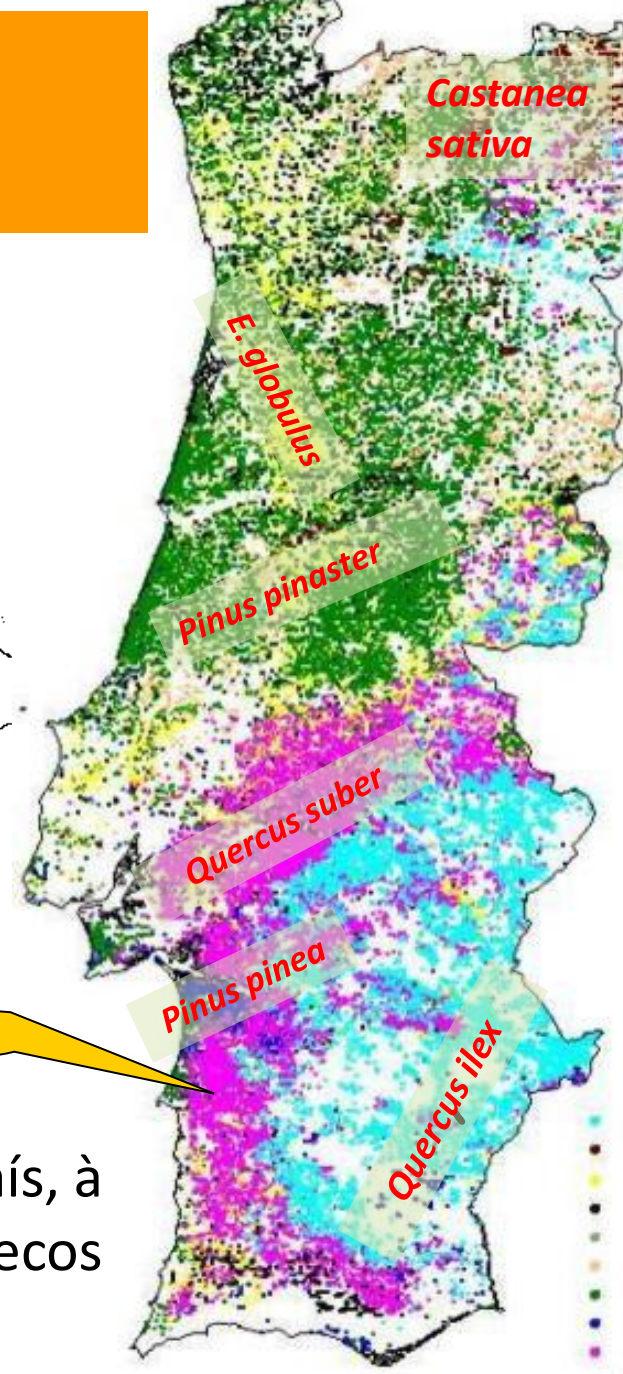 Castanea
sativa
E. globulus
Pinus pinaster
Quercus suber
Pinus pinea
Quercus ilex
ís, à
ecos